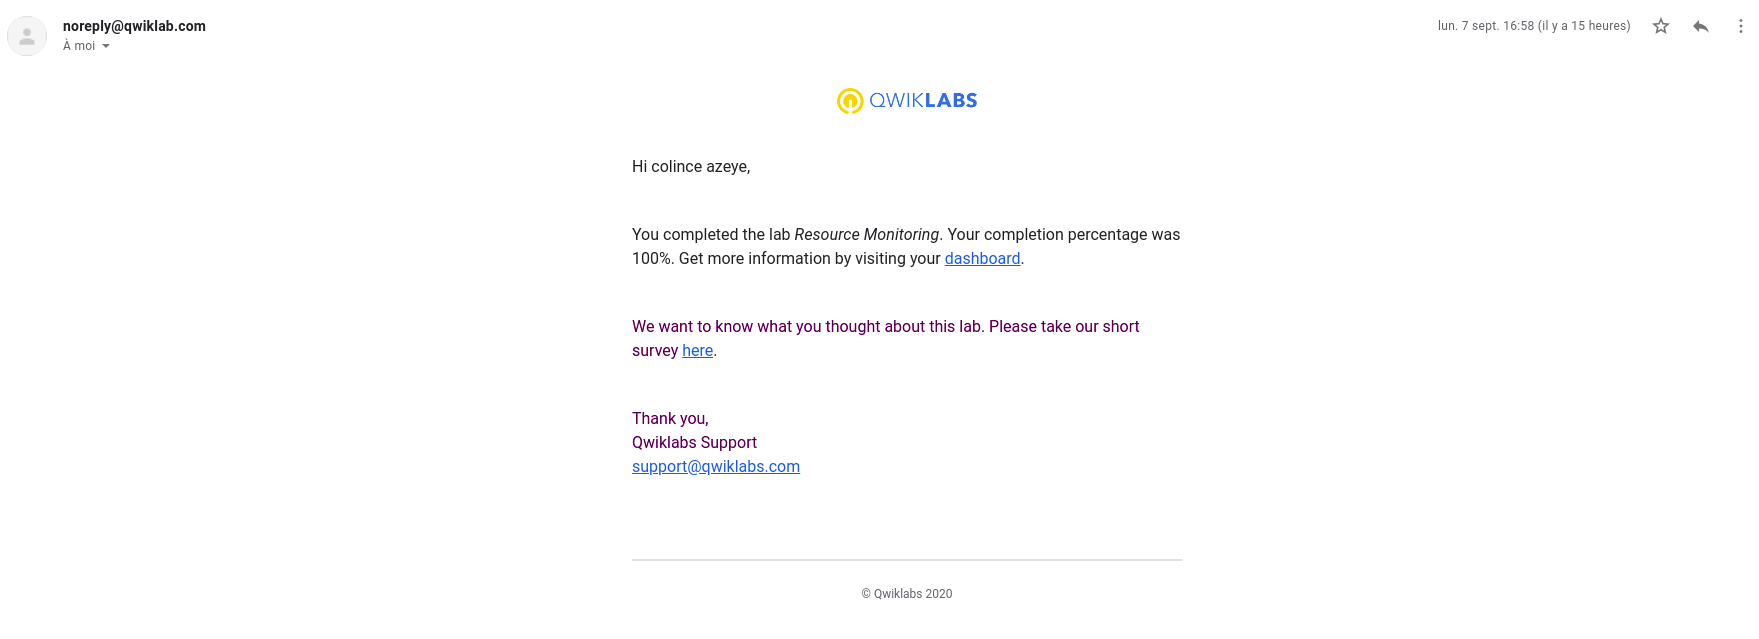 noreply@qwiklab.com
À moi
lun. 7 sept. 16:58 (il y a 15 heures)
QWIKLABS
Hi colince azeye,
You completed the lab Resource Monitoring. Your completion percentage was
100%. Get more information by visiting your dashboard.
We want to know what you thought about this lab. Please take our short
survey here.
Thank you,
Qwiklabs Support
support@qwiklabs.com
© Qwiklabs 2020